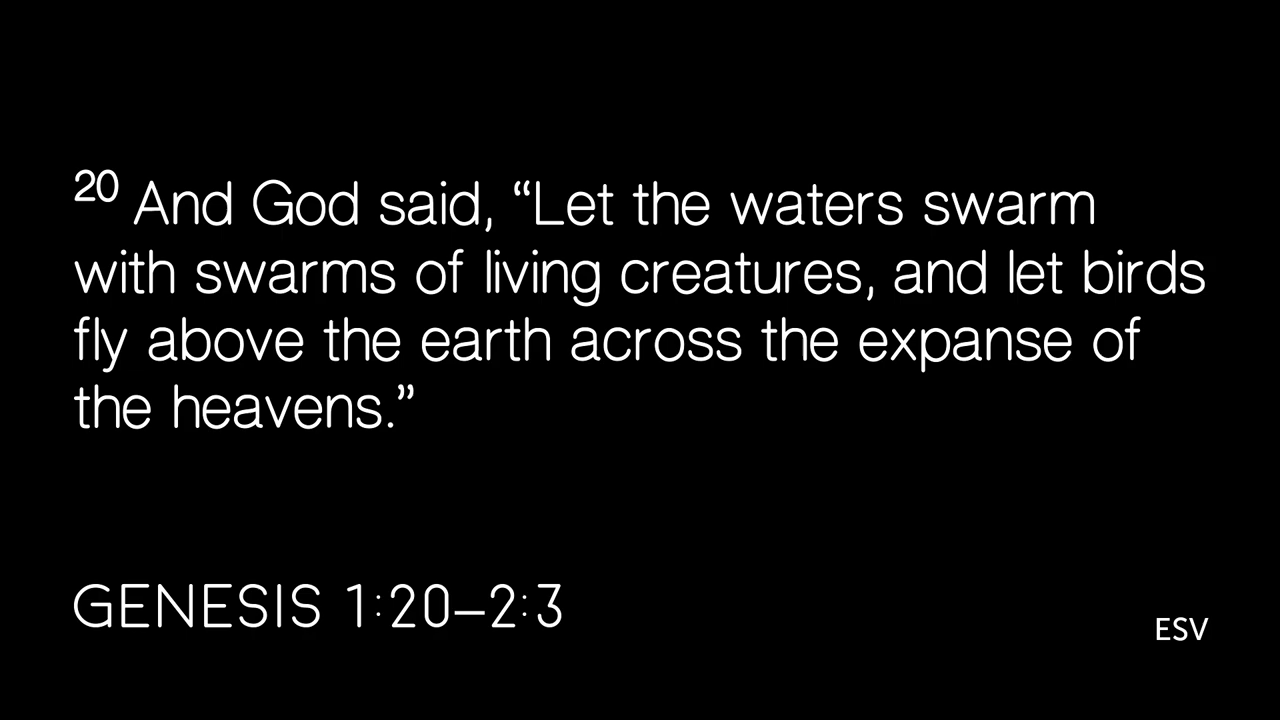 20 And God said, “Let the waters swarm
with swarms of living creatures, and let birds
fly above the earth across the expanse of
the heavens.”
GENESIS 1:20–2:3
ESV